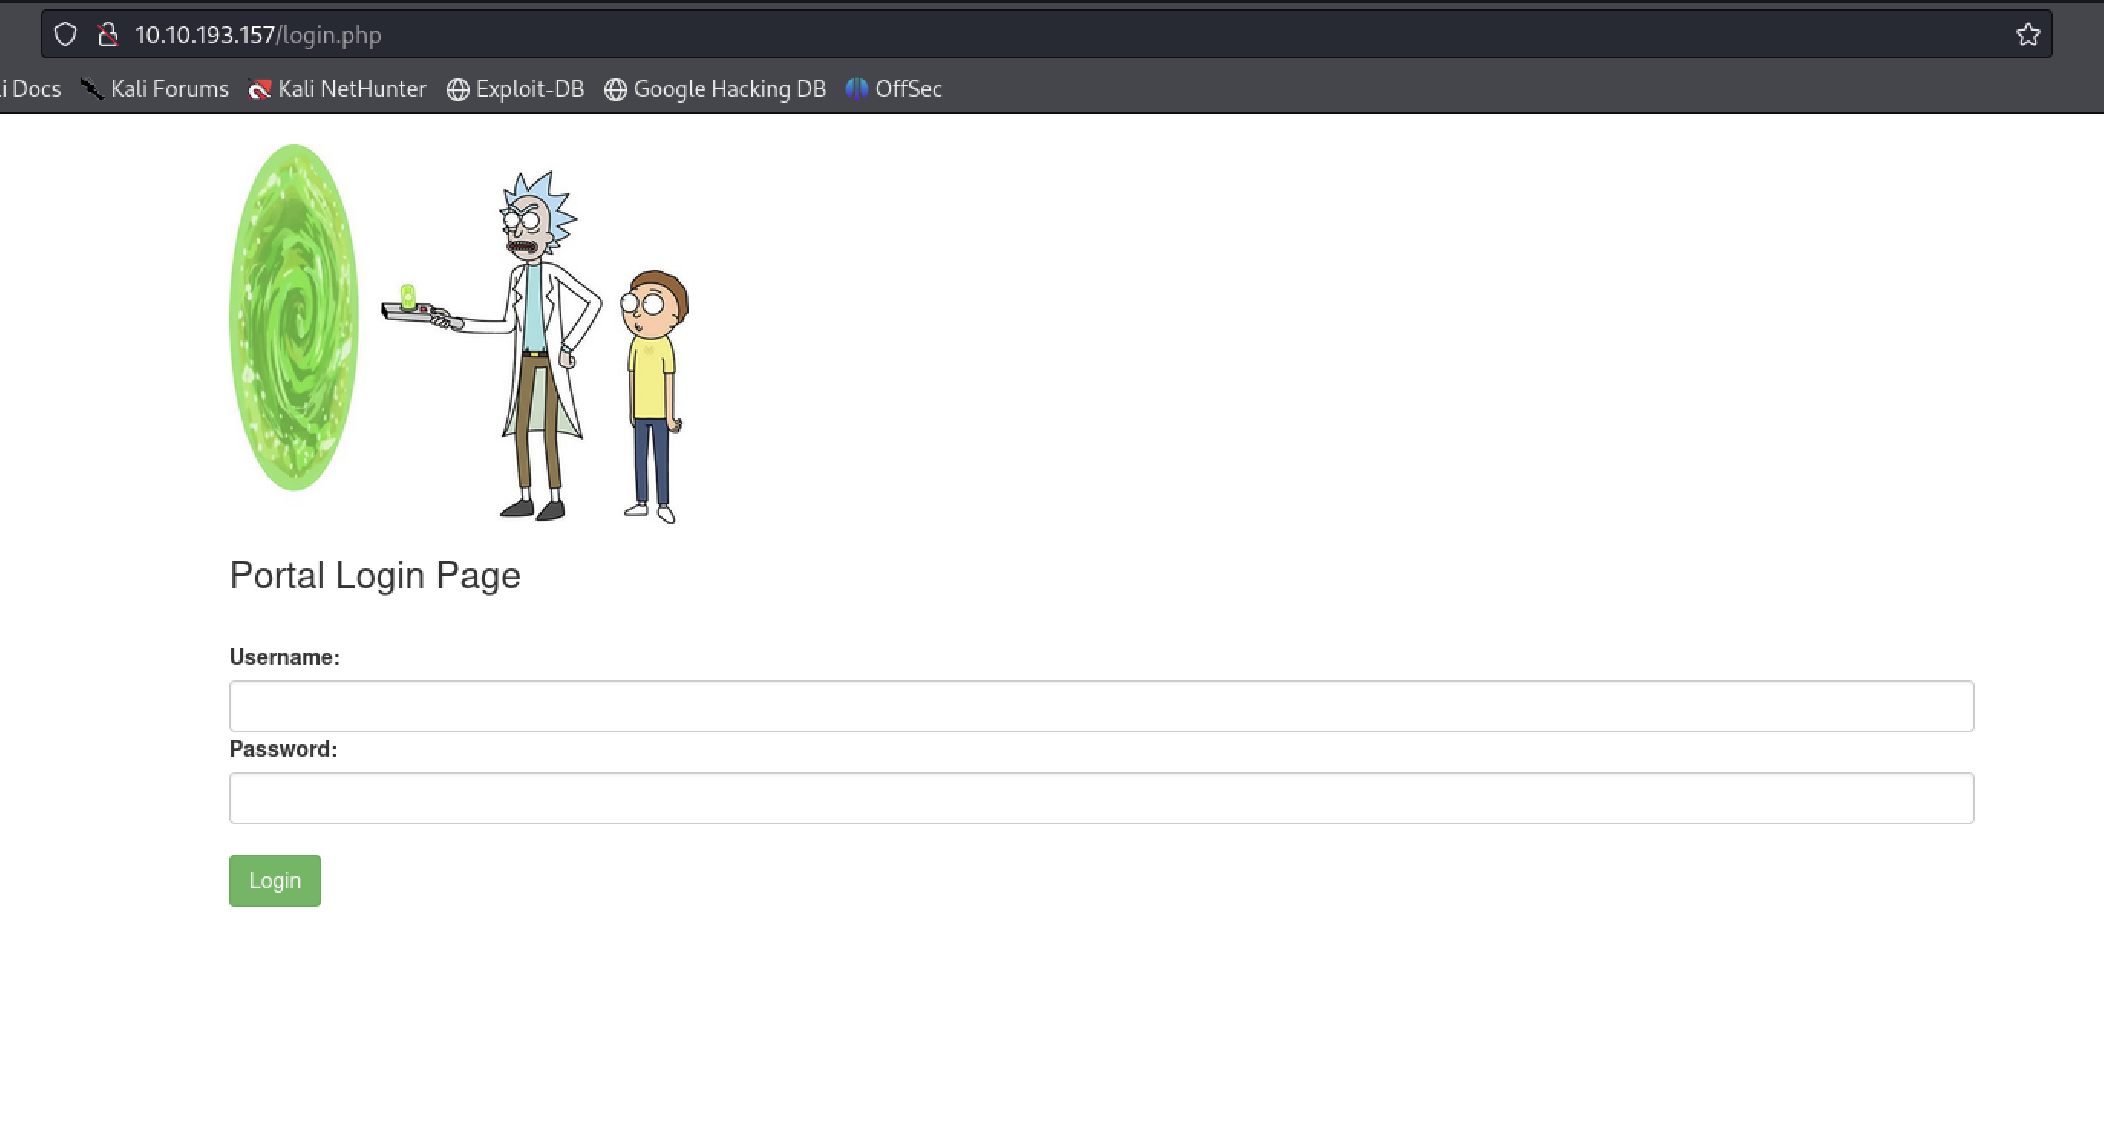 10.10.193.157/login.php
i Docs Kali Forums Kali NetHunter Exploit-DB Google Hacking DB OffSec
Portal Login Page
Username:
Password:
Login